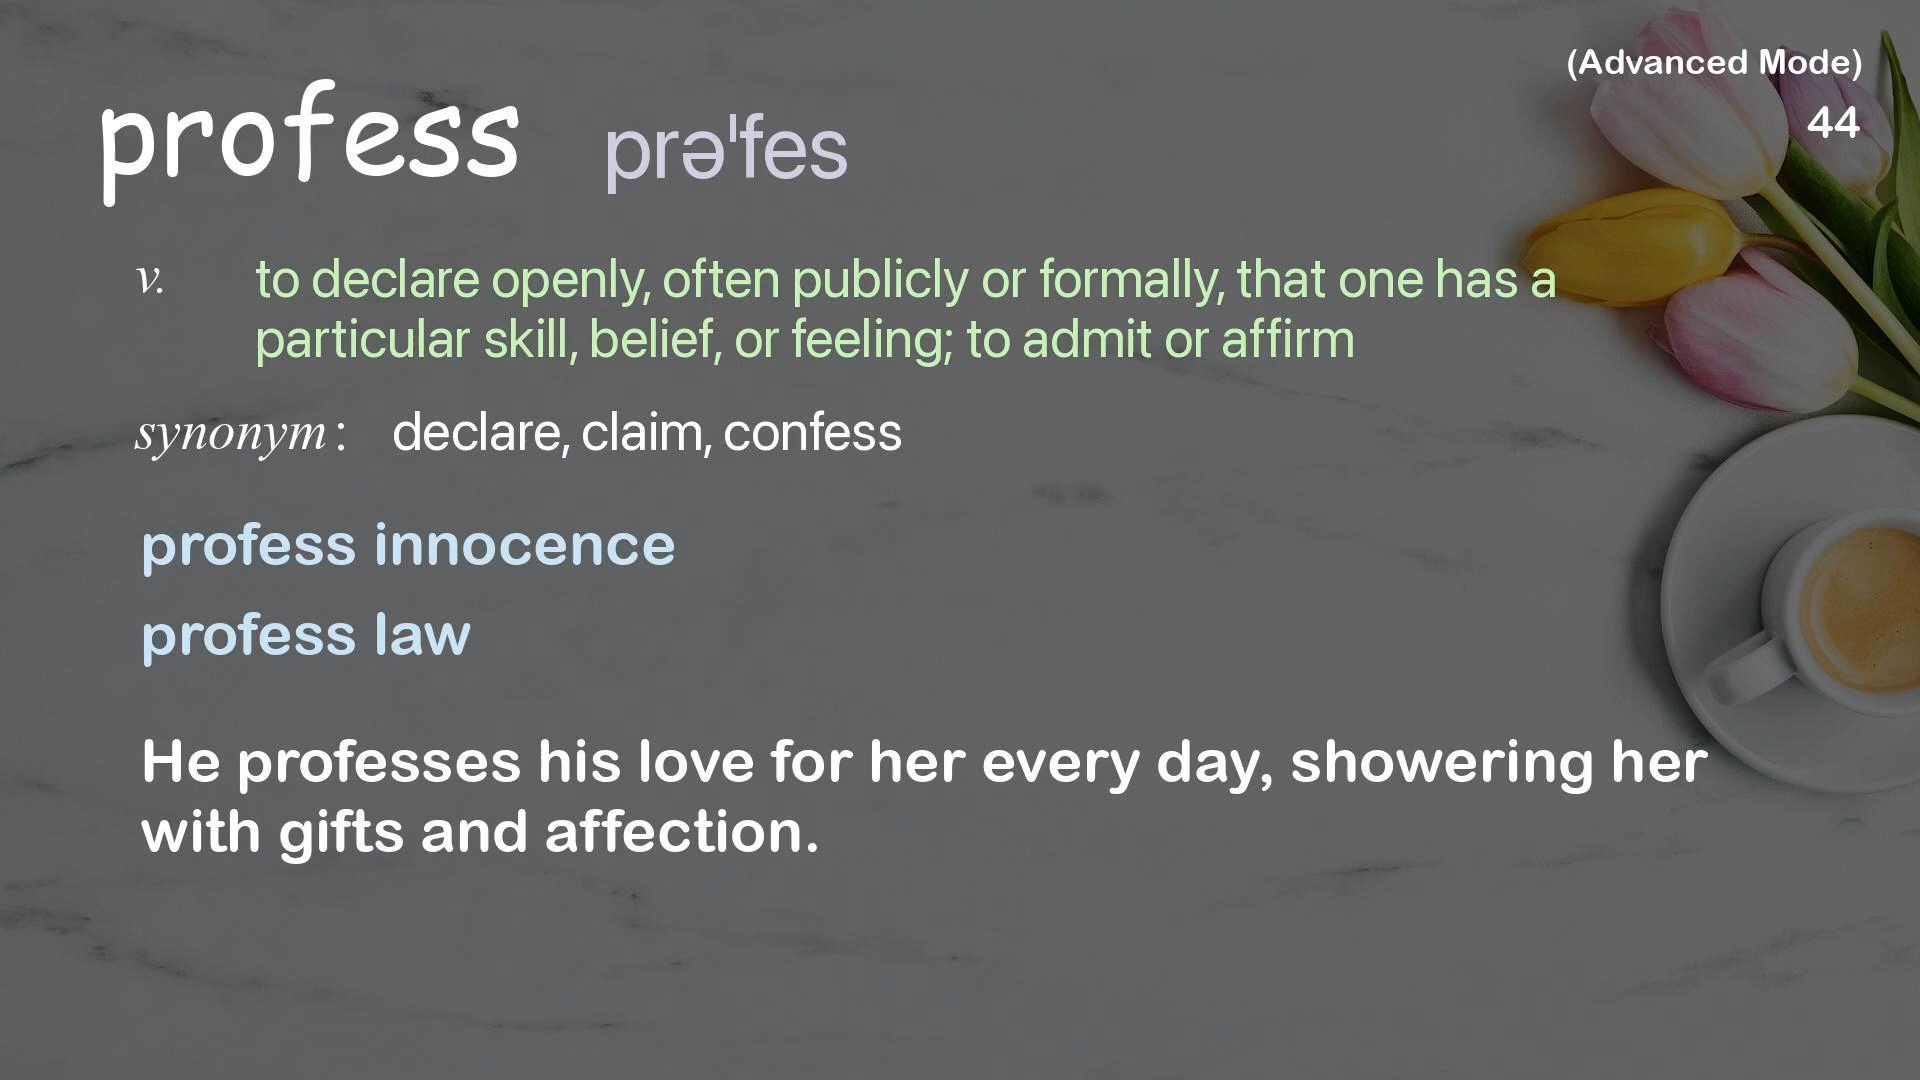 (Advanced Mode)
44
profess prəˈfes
v. to declare openly, often publicly or formally, that one has a
particular skill, belief, or feeling; to admit or affirm
synonym : declare, claim, confess
profess innocence
profess law
He professes his love for her every day, showering her
with gifts and affection.